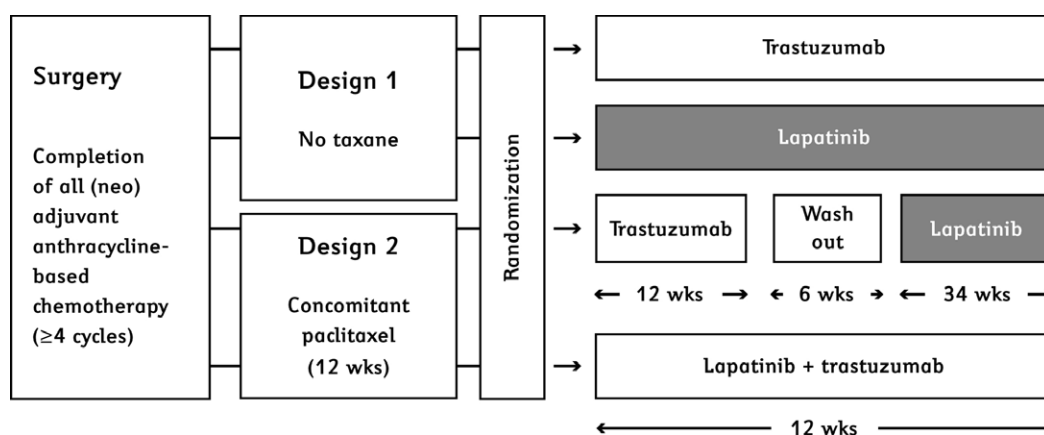 Surgery
Completion
of all (neo)
adjuvant
anthracycline-
based
chemotherapy
(≥4 cycles)
Design 1
No taxane
Design 2
Concomitant
paclitaxel
(12 wks)
Randomization
Trastuzumab
Lapatinib
Trastuzumab
Wash
out
Lapatinib
12 wks
6 wks
34 wks
Lapatinib + trastuzumab
12 wks